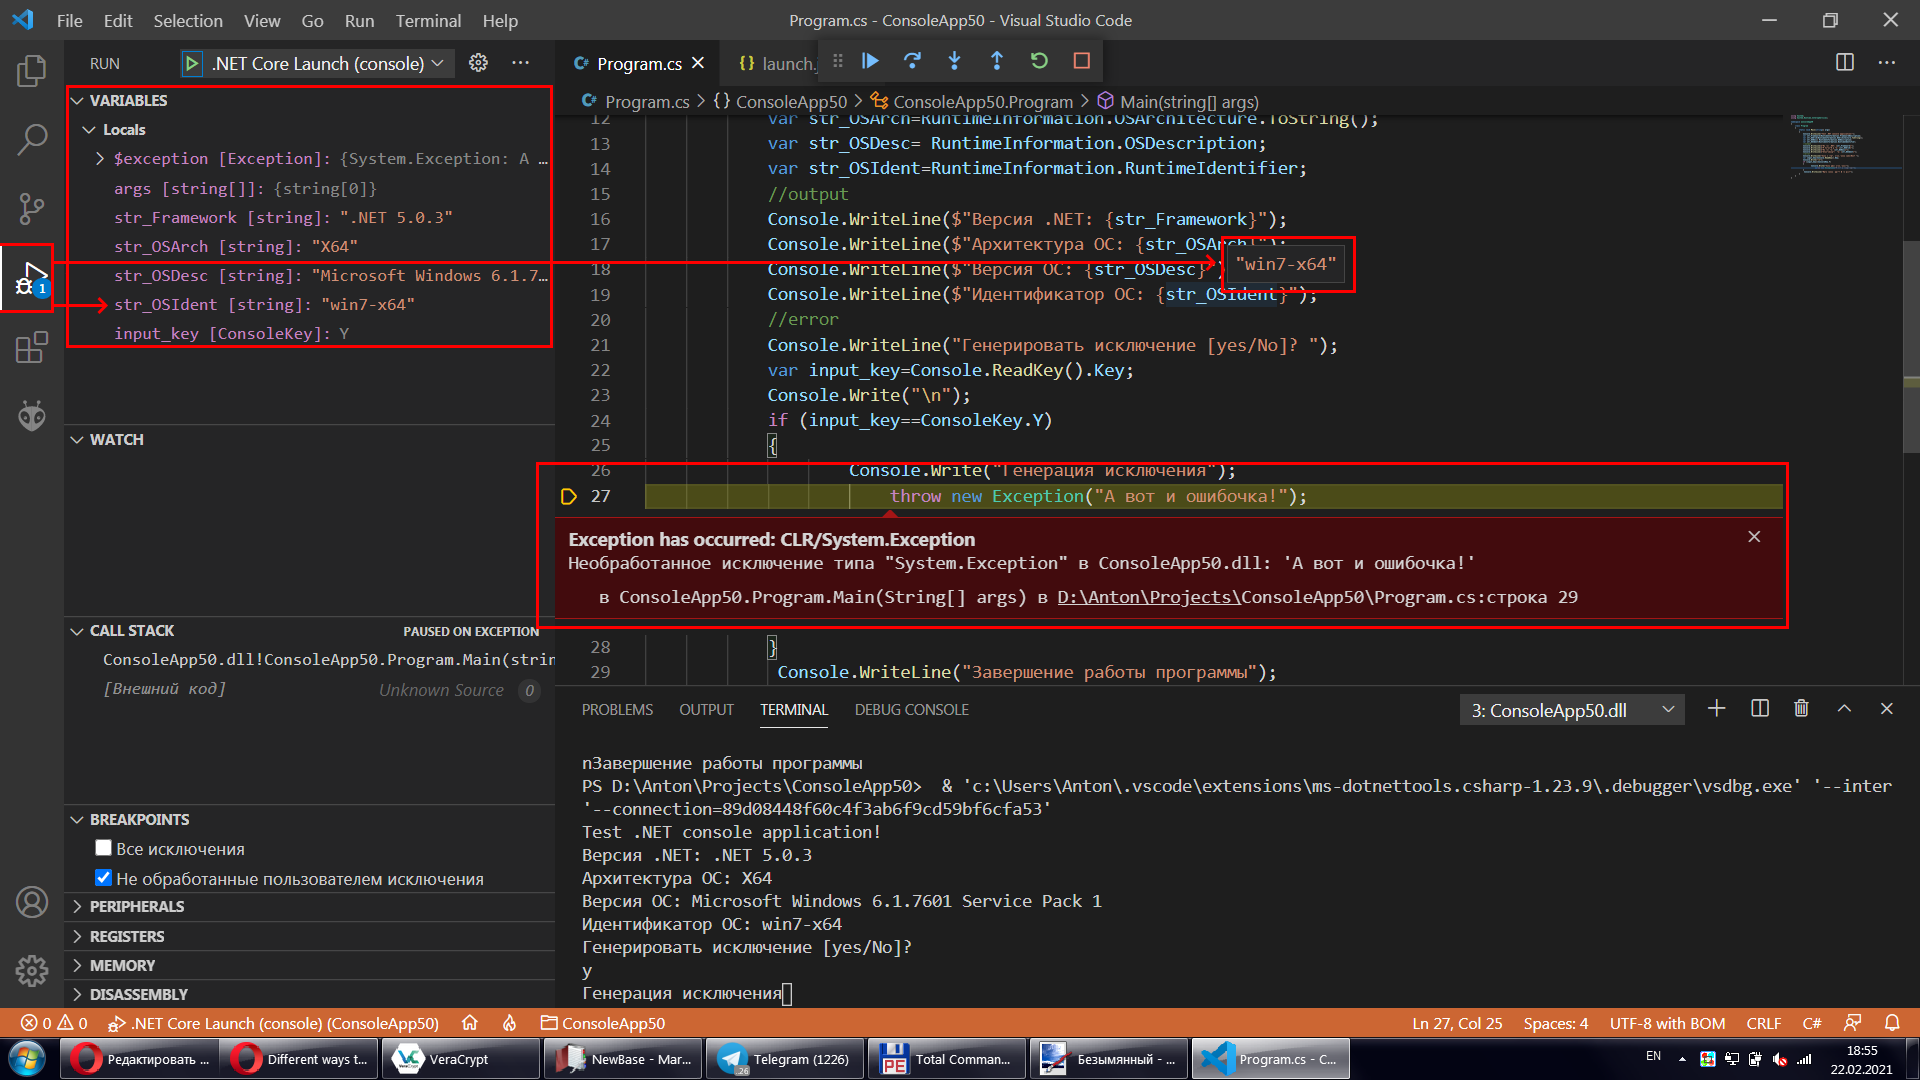 File Edit Selection View Go Run Terminal Help
Program.cs - ConsoleApp50 - Visual Studio Code
RUN .NET Core Launch (console)
VARIABLES
Locals
$exception [Exception]: {System.Exception: А …
args [string[]]: {string[0]}
str_Framework [string]: ".NET 5.0.3"
str_OSArch [string]: "X64"
str_OSDesc [string]: "Microsoft Windows 6.1.7…
str_OSIdent [string]: "win7-x64"
input_key [ConsoleKey]: Y
1
WATCH
CALL STACK PAUSED ON EXCEPTION
ConsoleApp50.dll!ConsoleApp50.Program.Main(strin
[Внешний код] Unknown Source 0
BREAKPOINTS
Все исключения
Не обработанные пользователем исключения
PERIPHERALS
REGISTERS
MEMORY
DISASSEMBLY
Program.cs
launch.j
Program.cs > {} ConsoleApp50 > ConsoleApp50.Program > Main(string[] args)
12 var str_OSArch=RuntimeInformation.OSArchitecture.ToString();
13 var str_OSDesc= RuntimeInformation.OSDescription;
14 var str_OSIdent=RuntimeInformation.RuntimeIdentifier;
15 //output
16 Console.WriteLine($"Версия .NET: {str_Framework}");
17 Console.WriteLine($"Архитектура ОС: {str_OSArch}");
"win7-x64"
18 Console.WriteLine($"Версия ОС: {str_OSDesc}")
19 Console.WriteLine($"Идентификатор ОС: {str_OSIdent}");
20 //error
21 Console.WriteLine("Генерировать исключение [yes/No]? ");
22 var input_key=Console.ReadKey().Key;
23 Console.Write("\n");
24 if (input_key==ConsoleKey.Y)
25 {
26 Console.Write("Генерация исключения");
27 throw new Exception("А вот и ошибочка!");
Exception has occurred: CLR/System.Exception
Необработанное исключение типа "System.Exception" в ConsoleApp50.dll: 'А вот и ошибочка!'
в ConsoleApp50.Program.Main(String[] args) в D:\Anton\Projects\ConsoleApp50\Program.cs:строка 29
28 }
29 Console.WriteLine("Завершение работы программы");
PROBLEMS OUTPUT TERMINAL DEBUG CONSOLE
3: ConsoleApp50.dll
nЗавершение работы программы
PS D:\Anton\Projects\ConsoleApp50> & 'c:\Users\Anton\.vscode\extensions\ms-dotnettools.csharp-1.23.9\.debugger\vsdbg.exe' '--inter
'--connection=89d08448f60c4f3ab6f9cd59bf6cfa53'
Test .NET console application!
Версия .NET: .NET 5.0.3
Архитектура ОС: X64
Версия ОС: Microsoft Windows 6.1.7601 Service Pack 1
Идентификатор ОС: win7-x64
Генерировать исключение [yes/No]?
y
Генерация исключения
0 0 .NET Core Launch (console) (ConsoleApp50) ConsoleApp50
Ln 27, Col 25 Spaces: 4 UTF-8 with BOM CRLF C#
Редактировать ...
Different ways t...
VeraCrypt
NewBase - Mar...
Telegram (1226)
Total Comman...
Безымянный - ...
Program.cs - C...
EN
18:55
22.02.2021